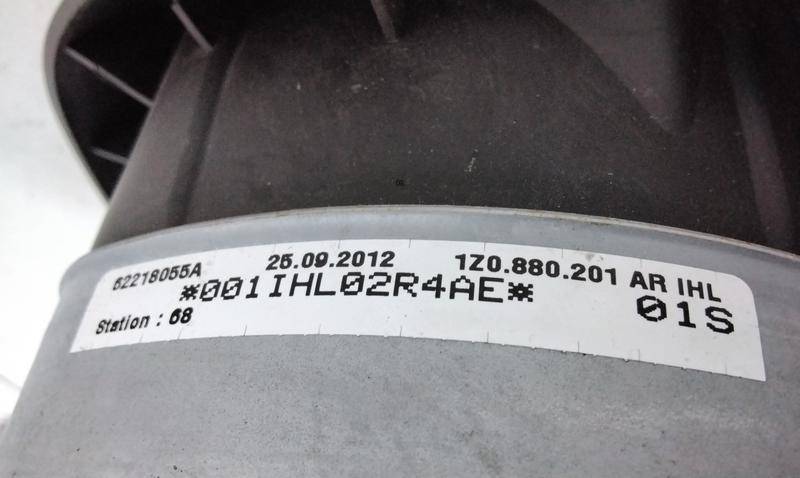 62218055A 25.09.2012 1Z0.880.201 AR IHL
*001IHL02R4AE* 01S
Station : 68